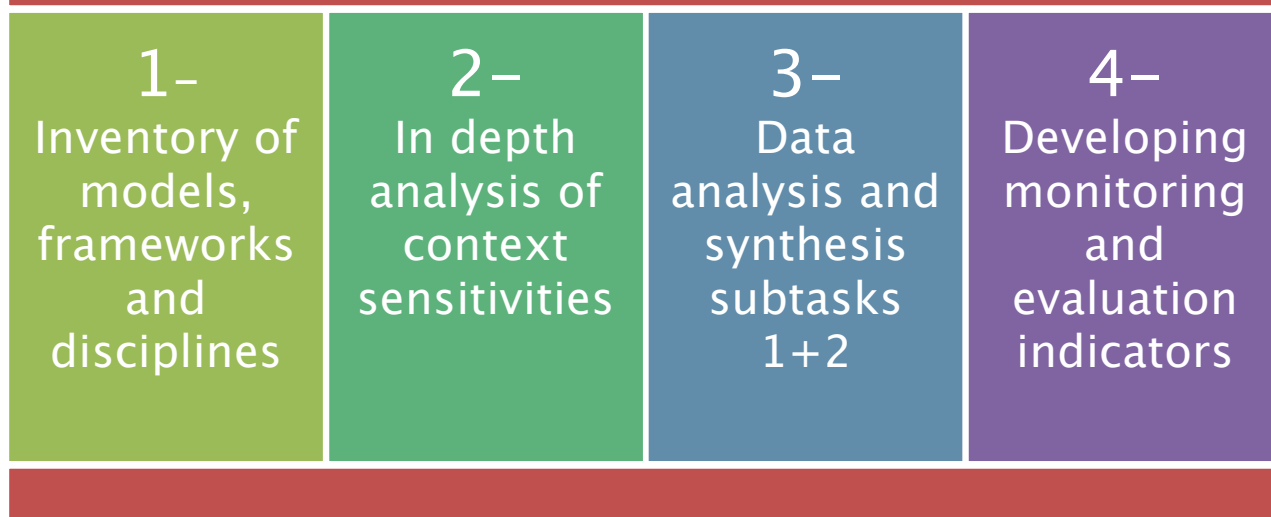 1-
Inventory of
models,
frameworks
and
disciplines
2-
In depth
analysis of
context
sensitivities
3-
Data
analysis and
synthesis
subtasks
1+2
4-
Developing
monitoring
and
evaluation
indicators